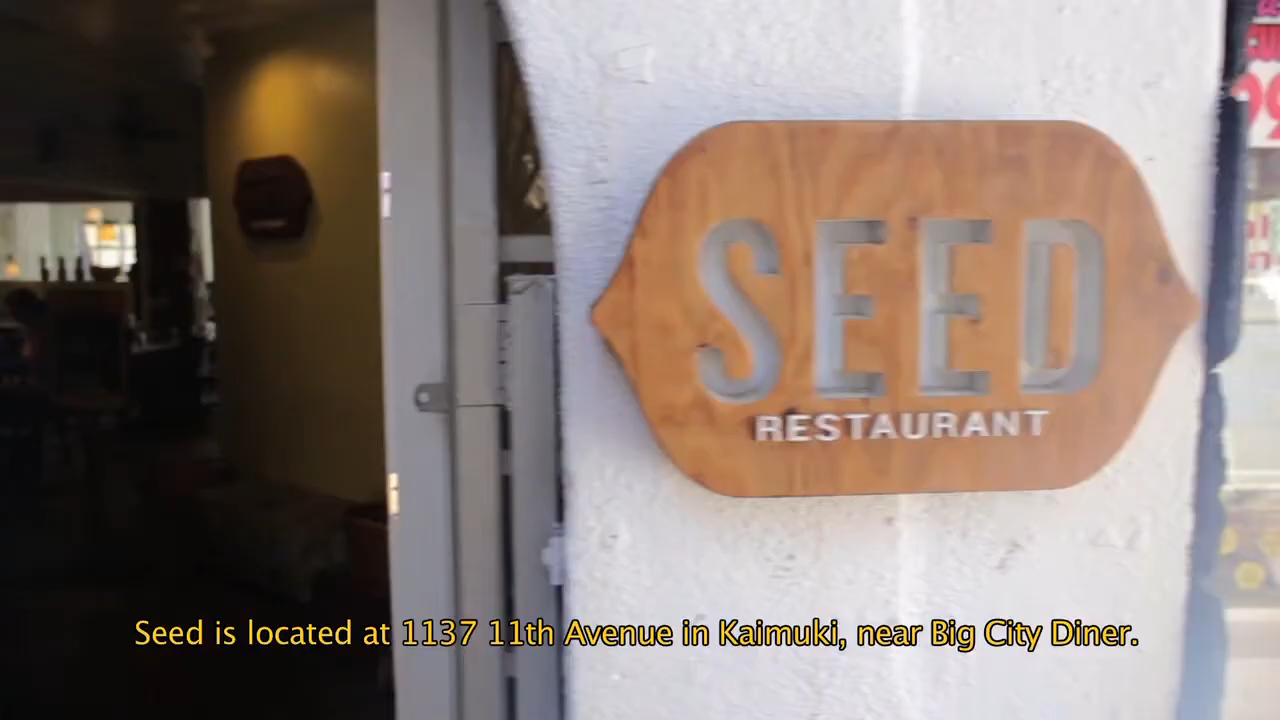 SEED
RESTAURANT
Seed is located at 1137 11th Avenue in Kaimuki, near Big City Diner.